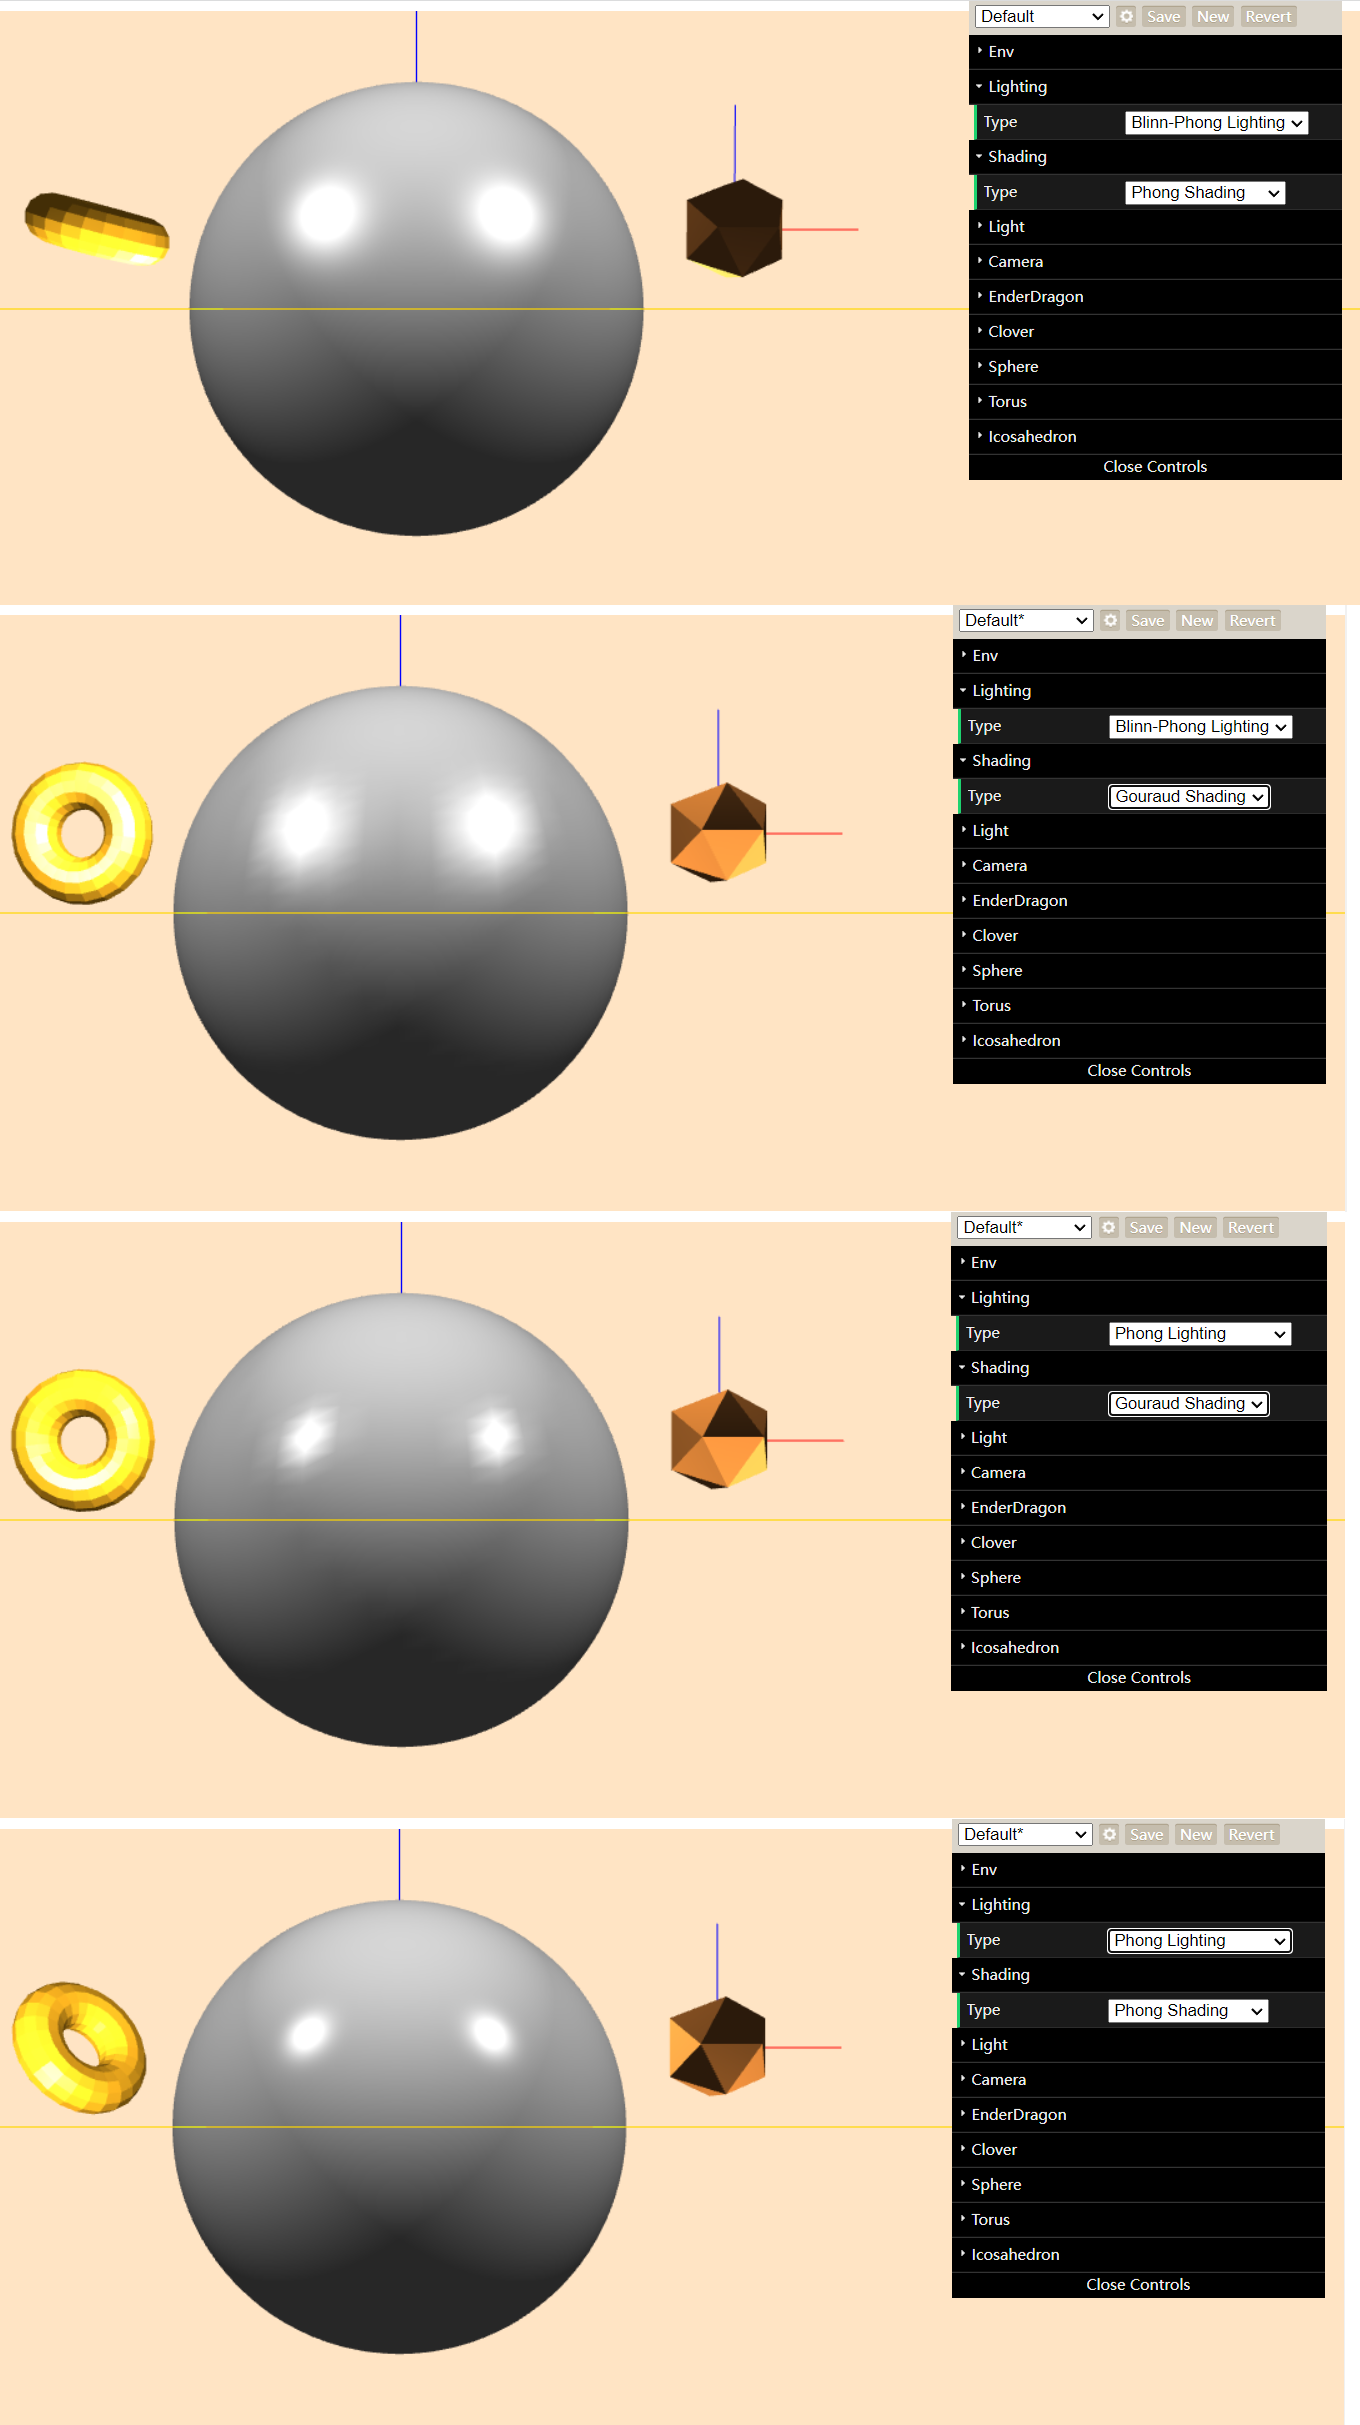 Default Save New Revert
Env
Lighting
Type Blinn-Phong Lighting
Shading
Type Phong Shading
Light
Camera
EnderDragon
Clover
Sphere
Torus
Icosahedron
Close Controls
Default* Save New Revert
Env
Lighting
Type Blinn-Phong Lighting
Shading
Type Gouraud Shading
Light
Camera
EnderDragon
Clover
Sphere
Torus
Icosahedron
Close Controls
Default* Save New Revert
Env
Lighting
Type Phong Lighting
Shading
Type Gouraud Shading
Light
Camera
EnderDragon
Clover
Sphere
Torus
Icosahedron
Close Controls
Default* Save New Revert
Env
Lighting
Type Phong Lighting
Shading
Type Phong Shading
Light
Camera
EnderDragon
Clover
Sphere
Torus
Icosahedron
Close Controls